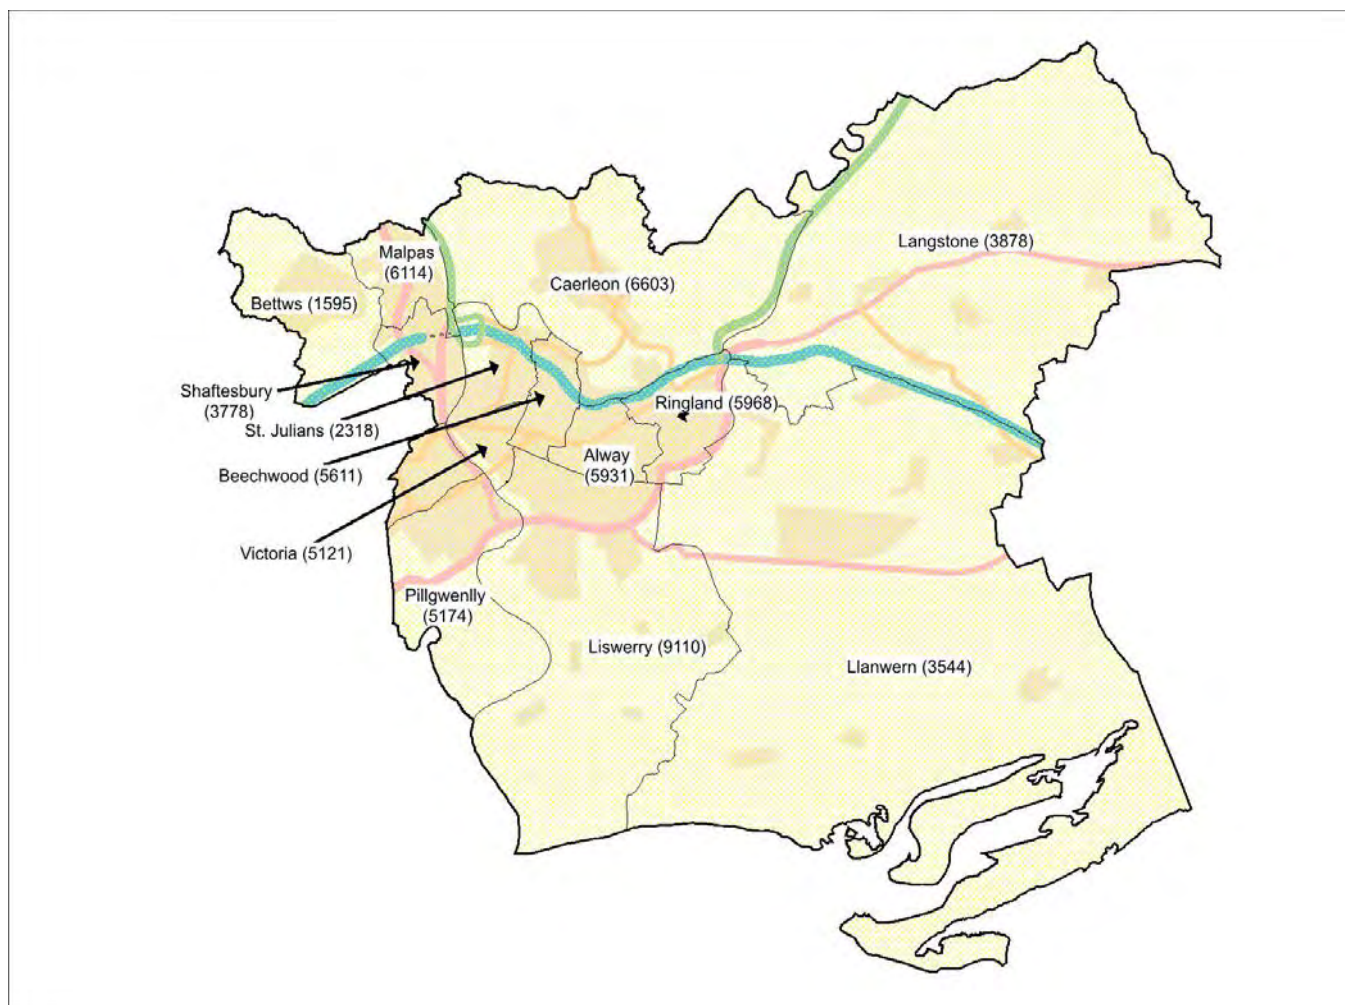 Langstone (3878)
Malpas
(6114)
Caerleon (6603)
Bettws (1595)
Shaftesbury
(3778)
St. Julians (2318)
Ringland (5968)
Beechwood (5611)
Alway
(5931)
Victoria (5121)
Pillgwenlly
(5174)
Liswerry (9110)
Llanwern (3544)